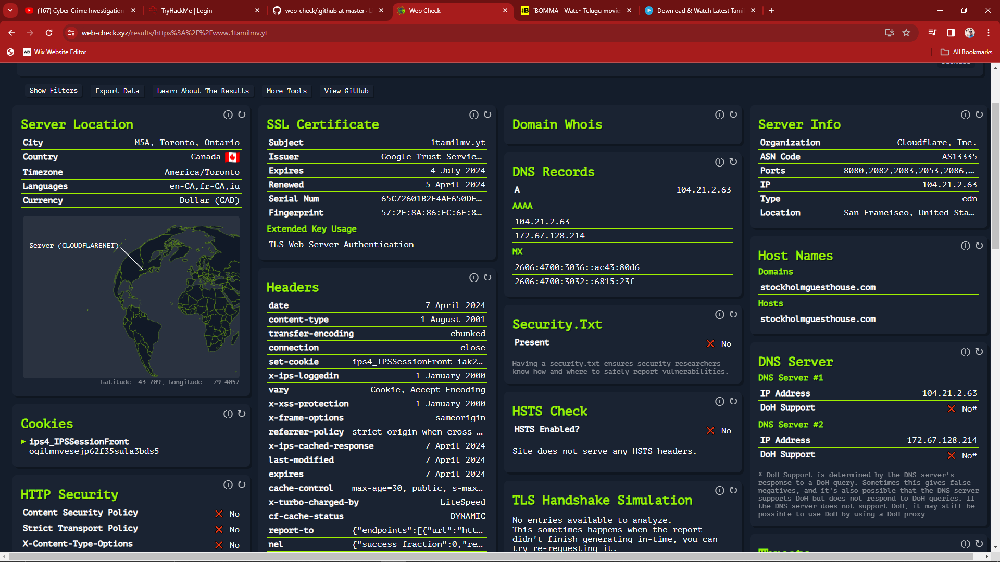 (167) Cyber Crime Investigation
TryHackMe | Login
web-check/.github at master · L
Web Check
iBOMMA - Watch Telugu movie
Download & Watch Latest Tami
web-check.xyz/results/https%3A%2F%2Fwww.1tamilmv.yt
WiX
Wix Website Editor
All Bookmarks
Show Filters
Export Data
Learn About The Results
More Tools
View GitHub
Server Location
City M5A, Toronto, Ontario
Country Canada
Timezone America/Toronto
Languages en-CA,fr-CA,iu
Currency Dollar (CAD)
Server (CLOUDFLARENET)
Latitude: 43.709, Longitude: -79.4057
Cookies
ips4_IPSSessionFront
oqilmnvesejp62f35sula3bds5
HTTP Security
Content Security Policy No
Strict Transport Policy No
X-Content-Type-Options No
SSL Certificate
Subject 1tamilmv.yt
Issuer Google Trust Servic...
Expires 4 July 2024
Renewed 5 April 2024
Serial Num 65C72601B2E4AF650DF...
Fingerprint 57:2E:8A:86:FC:6F:8...
Extended Key Usage
TLS Web Server Authentication
Headers
date 7 April 2024
content-type 1 August 2001
transfer-encoding chunked
connection close
set-cookie ips4_IPSSessionFront=iak2...
x-ips-loggedin 1 January 2000
vary Cookie, Accept-Encoding
x-xss-protection 1 January 2000
x-frame-options sameorigin
referrer-policy strict-origin-when-cross-...
x-ips-cached-response 7 April 2024
last-modified 7 April 2024
expires 7 April 2024
cache-control max-age=30, public, s-max...
x-turbo-charged-by LiteSpeed
cf-cache-status DYNAMIC
report-to {"endpoints":[{"url":"htt...
nel {"success_fraction":0,"re...
Domain Whois
DNS Records
A 104.21.2.63
AAAA
104.21.2.63
172.67.128.214
MX
2606:4700:3036::ac43:80d6
2606:4700:3032::6815:23f
Security.Txt
Present No
Having a security.txt ensures security researchers
know how and where to safely report vulnerabilities.
HSTS Check
HSTS Enabled? No
Site does not serve any HSTS headers.
TLS Handshake Simulation
No entries available to analyze.
This sometimes happens when the report
didn't finish generating in-time, you can
try re-requesting it.
Server Info
Organization Cloudflare, Inc.
ASN Code AS13335
Ports 8080,2082,2083,2053,2086,...
IP 104.21.2.63
Type cdn
Location San Francisco, United Sta...
Host Names
Domains
stockholmguesthouse.com
Hosts
stockholmguesthouse.com
DNS Server
DNS Server #1
IP Address 104.21.2.63
DoH Support No*
DNS Server #2
IP Address 172.67.128.214
DoH Support No*
* DoH Support is determined by the DNS server's
response to a DoH query. Sometimes this gives false
negatives, and it's also possible that the DNS server
supports DoH but does not respond to DoH queries. If
the DNS server does not support DoH, it may still be
possible to use DoH by using a DoH proxy.